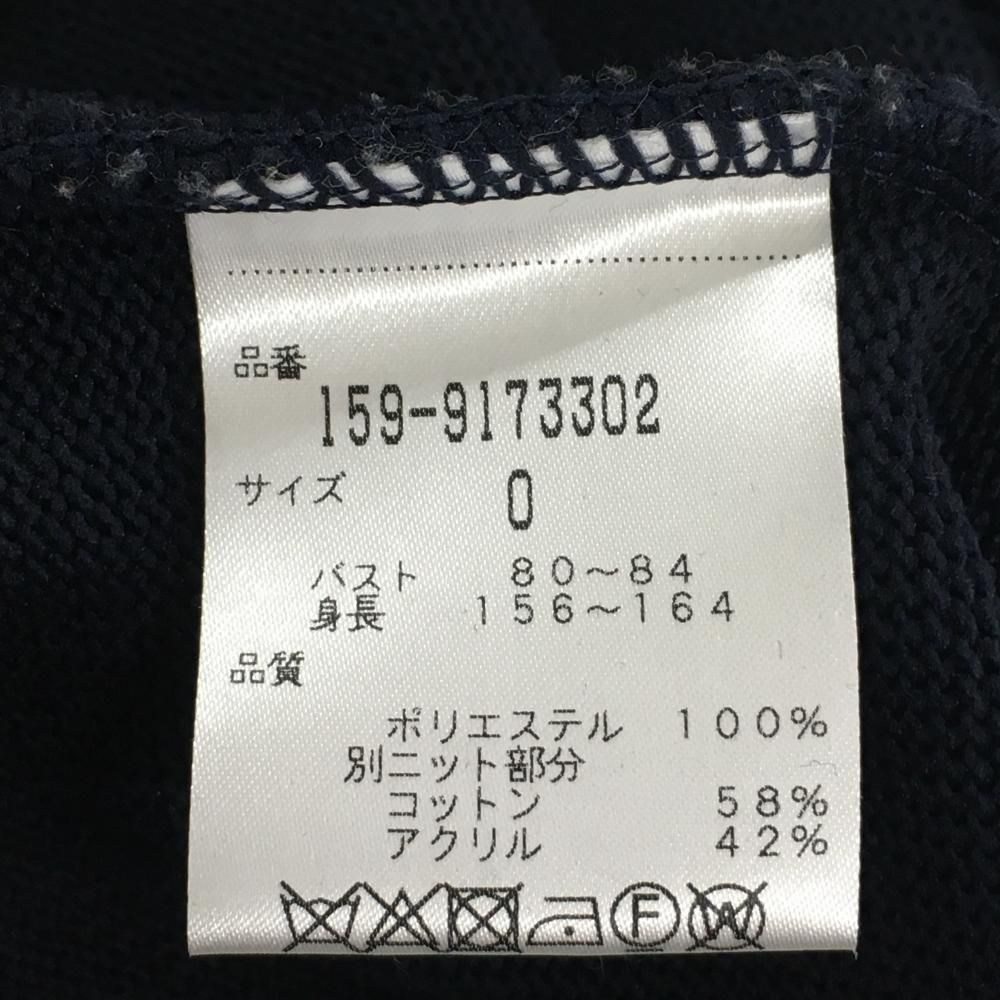 品番
159-9173302
サイズ 0
バスト 80～84
身長 156～164
品質
ポリエステル 100%
別ニット部分
コットン 58%
アクリル 42%
F W